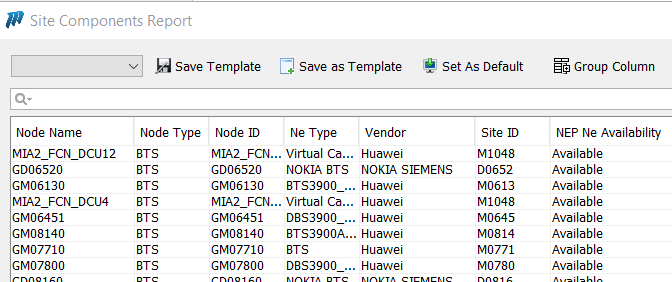 Site Components Report
Save Template Save as Template Set As Default Group Column
Node Name Node Type Node ID Ne Type Vendor Site ID NEP Ne Availability
MIA2_FCN_DCU12 BTS MIA2_FCN... Virtual Ca... Huawei M1048 Available
GD06520 BTS GD06520 NOKIA BTS NOKIA SIEMENS D0652 Available
GM06130 BTS GM06130 BTS3900_... Huawei M0613 Available
MIA2_FCN_DCU4 BTS MIA2_FCN... Virtual Ca... Huawei M1048 Available
GM06451 BTS GM06451 DBS3900_... Huawei M0645 Available
GM08140 BTS GM08140 BTS3900A... Huawei M0814 Available
GM07710 BTS GM07710 BTS Huawei M0771 Available
GM07800 BTS GM07800 DBS3900_... Huawei M0780 Available
GD08160 BTS GD08160 NOKIA BTS NOKIA SIEMENS D0816 Available